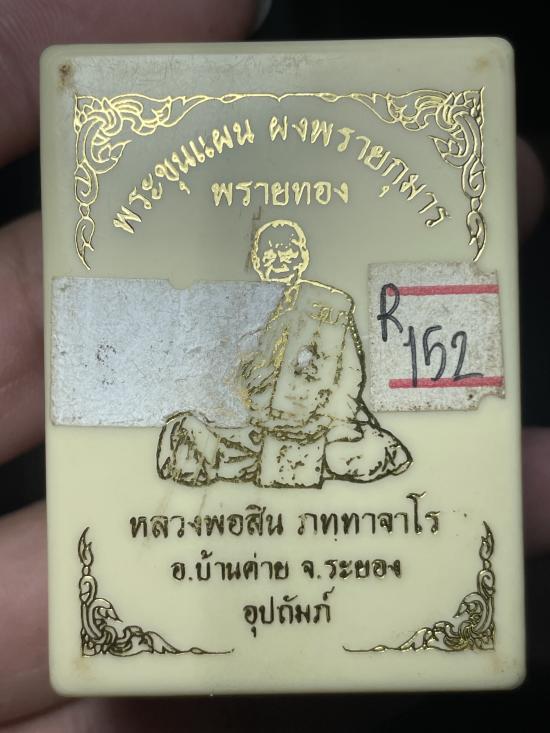 พระขุนแผน ผงพรายกุมาร
พรายทอง
R 152
หลวงพ่อสิน ภทฺทาจาโร
อ.บ้านค่าย จ.ระยอง
อุปถัมภ์